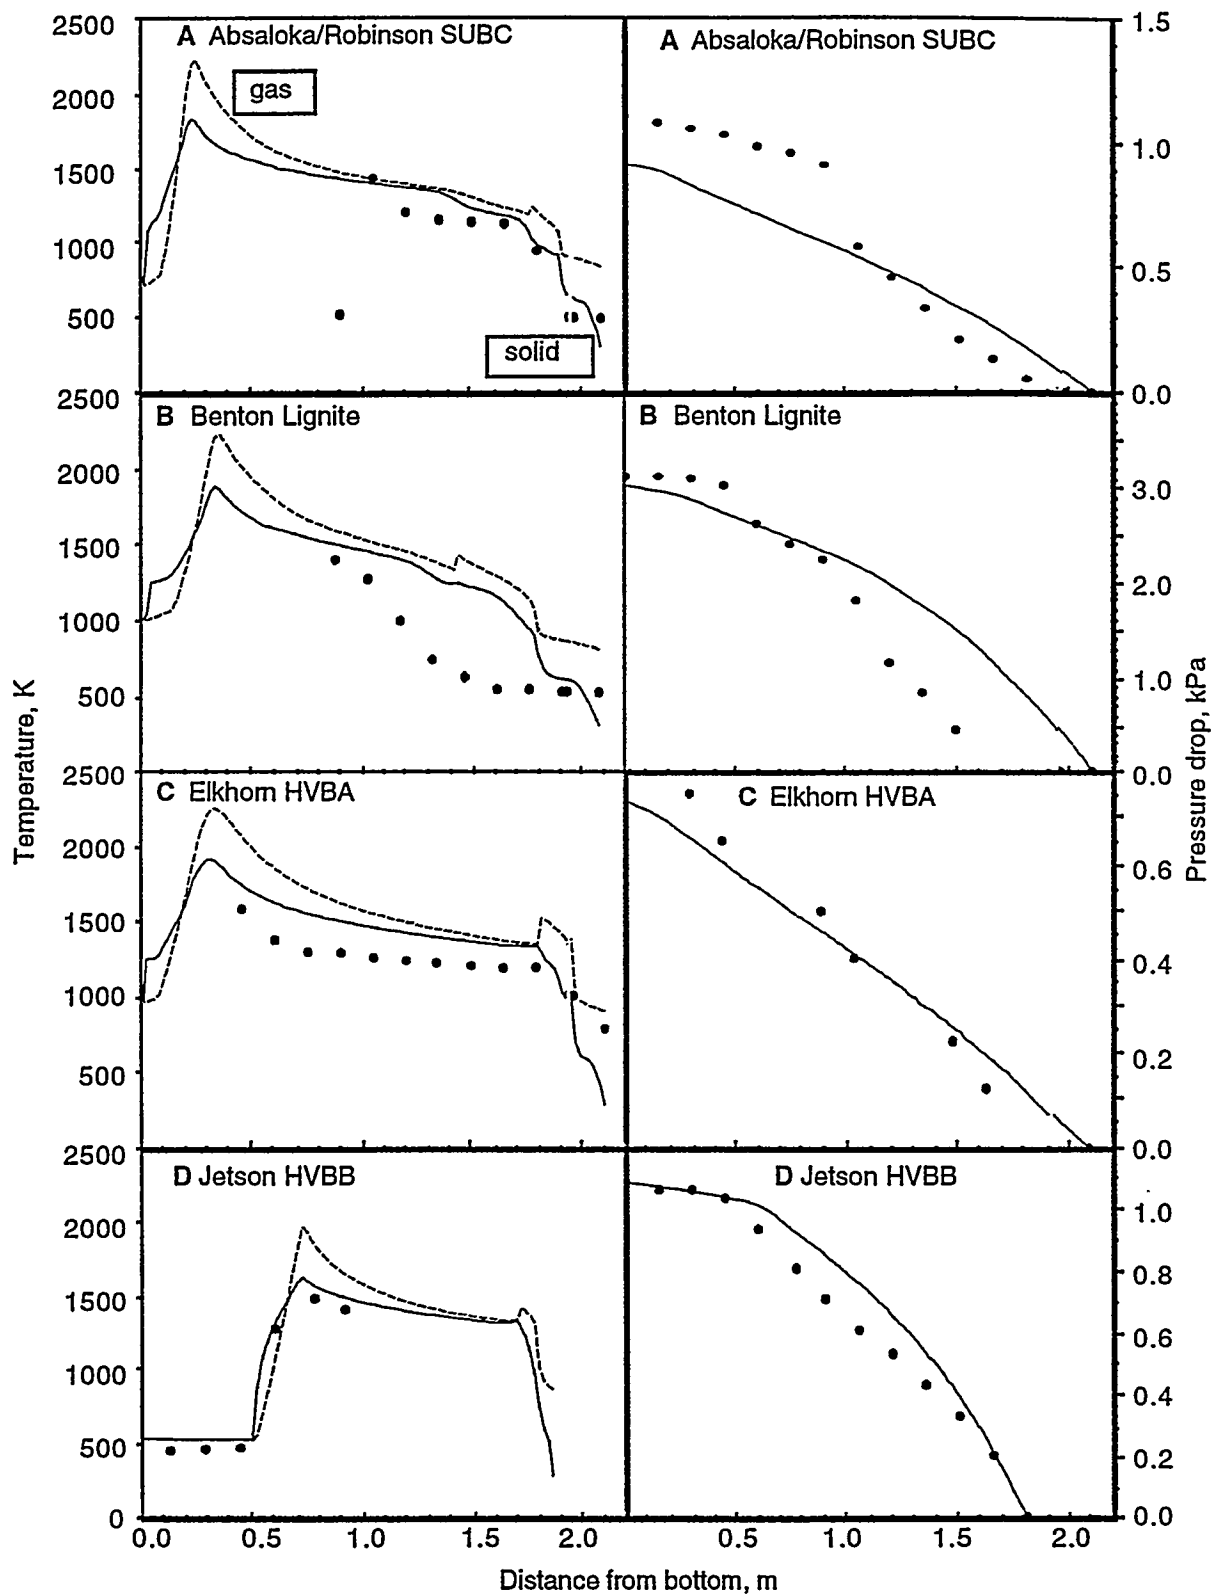 2500
A Absaloka/Robinson SUBC
A Absaloka/Robinson SUBC
1.5
gas
2000
1500
1.0
1000
0.5
500
solid
0.0
2500
B Benton Lignite
B Benton Lignite
2000
3.0
1500
2.0
1000
1.0
500
0.0
2500
C Elkhorn HVBA
C Elkhorn HVBA
Temperature, K
Pressure drop, kPa
2000
0.6
1500
0.4
1000
0.2
500
0.0
2500
D Jetson HVBB
D Jetson HVBB
2000
1.0
1500
0.8
0.6
1000
0.4
500
0.2
0
0.0
0.0 0.5 1.0 1.5 2.0 0.5 1.0 1.5 2.0
Distance from bottom, m